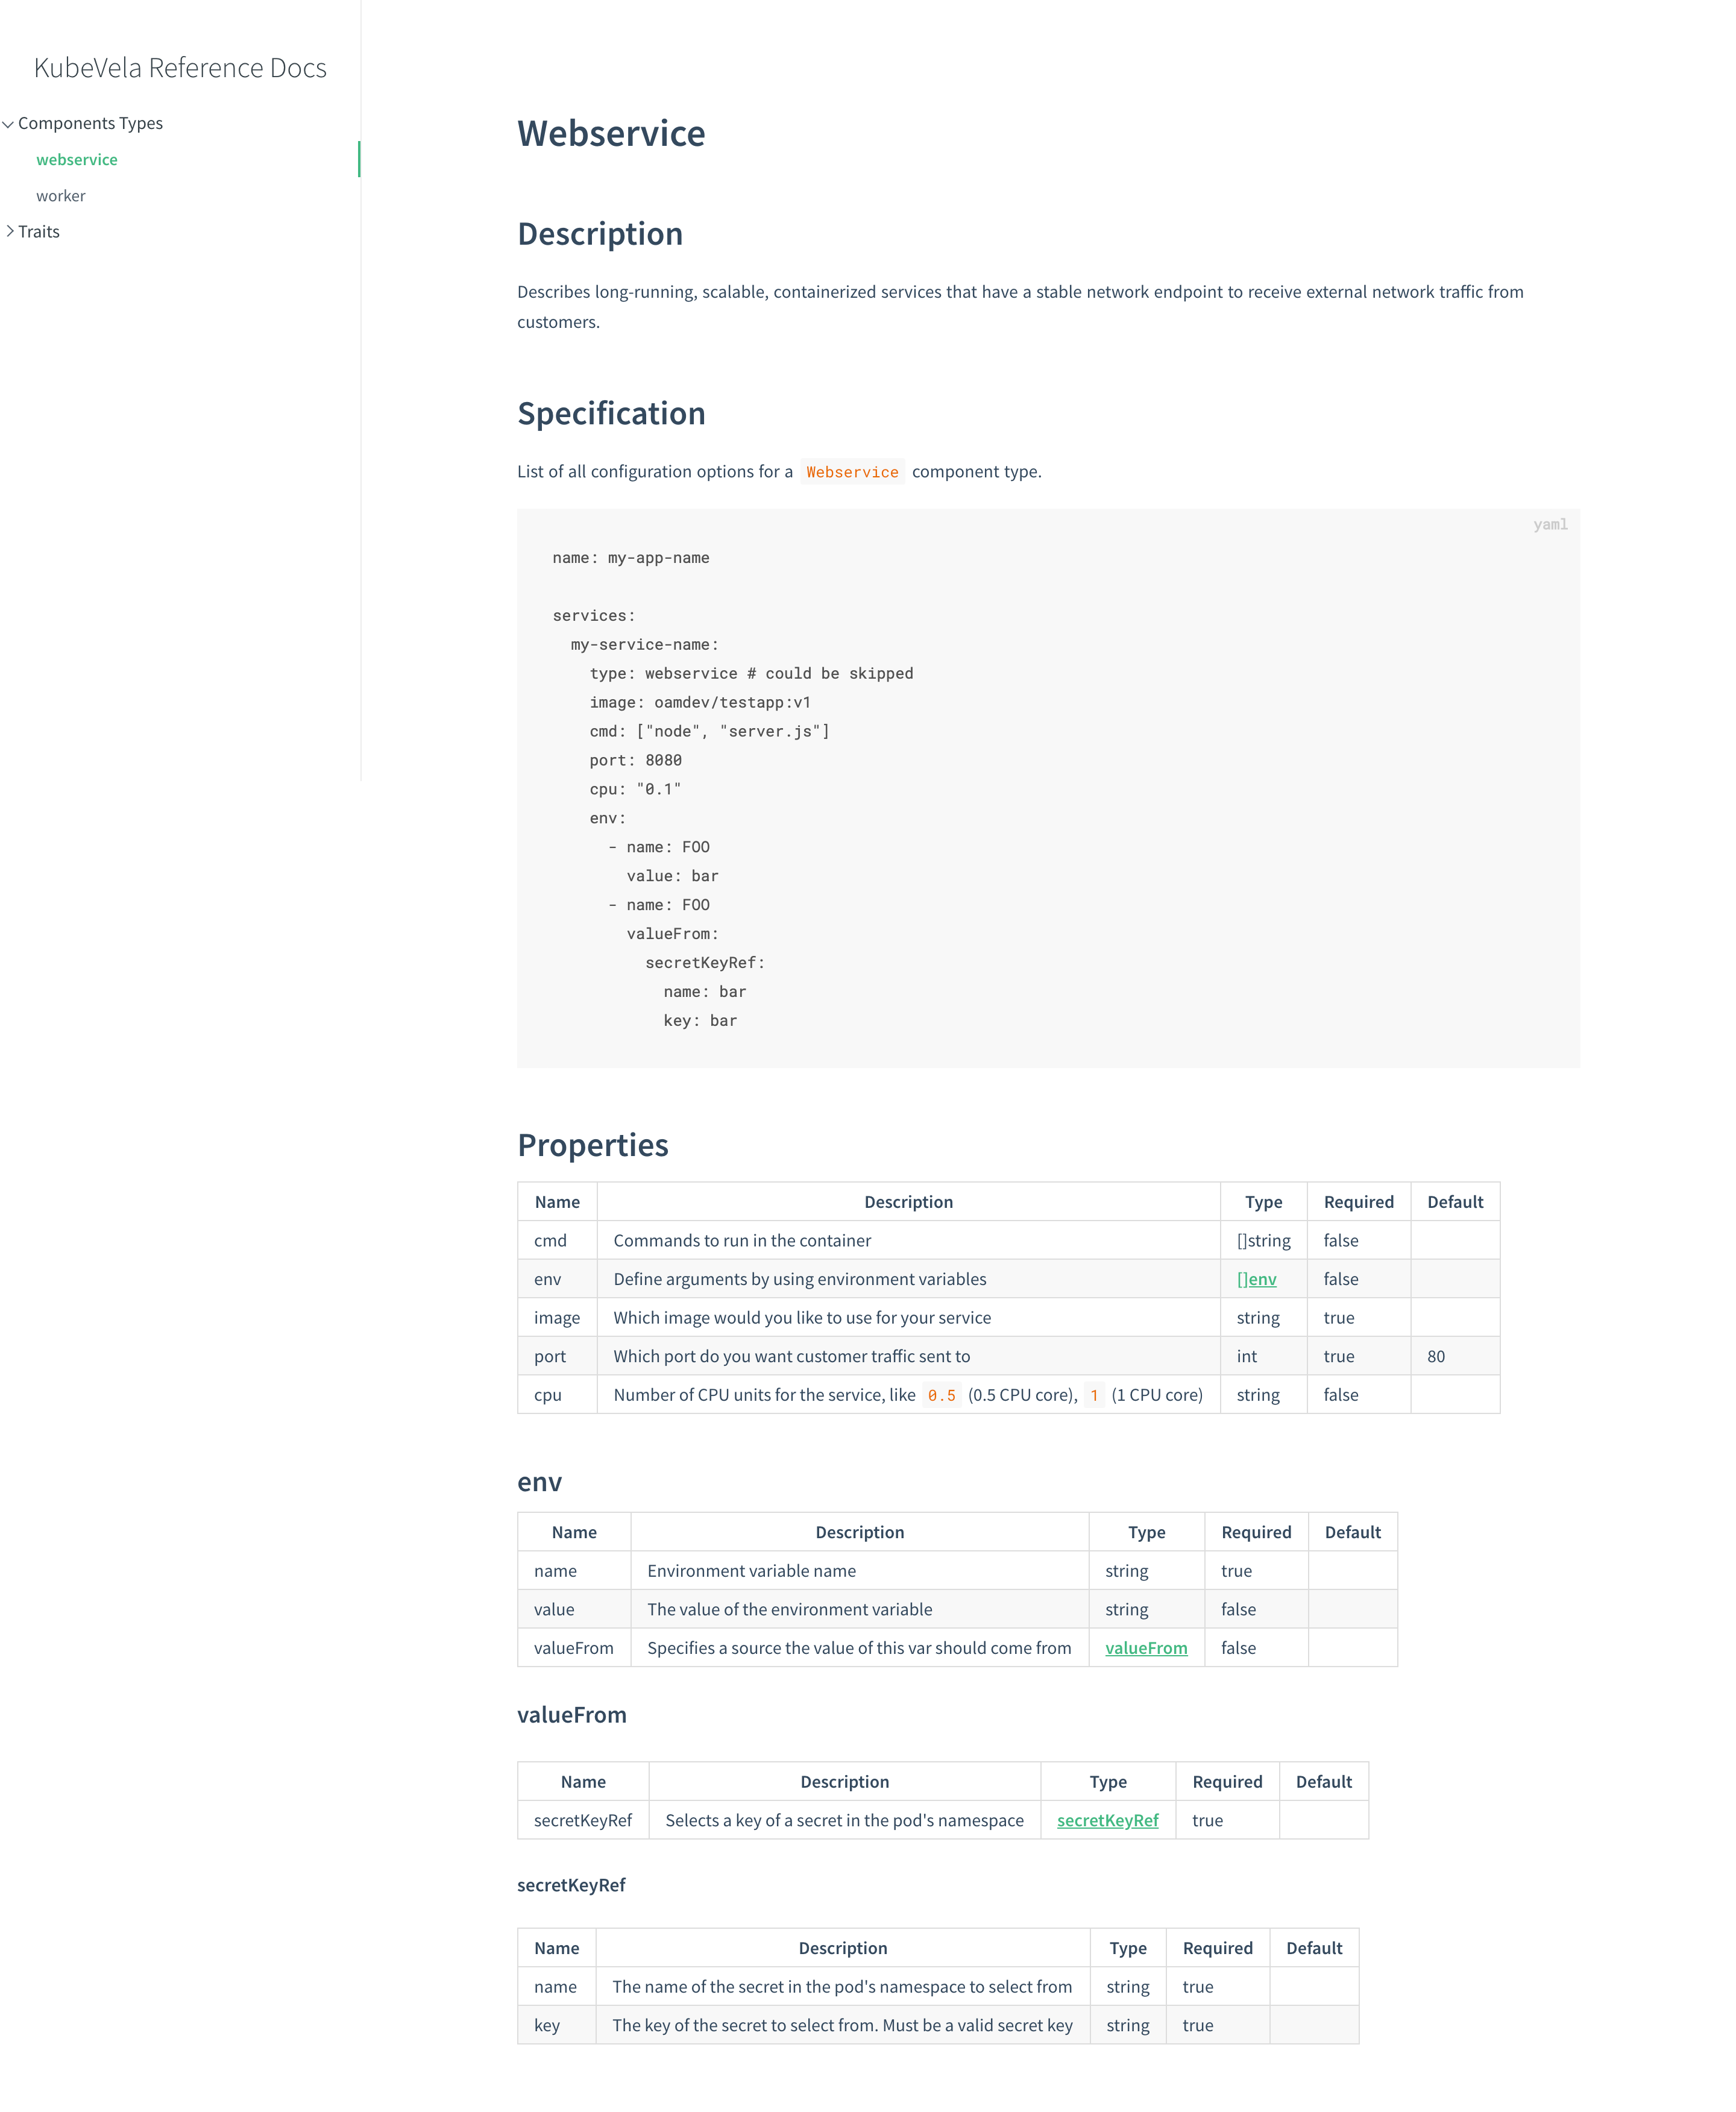 KubeVela Reference Docs
Components Types
webservice
worker
Traits
Webservice
Description
Describes long-running, scalable, containerized services that have a stable network endpoint to receive external network traffic from
customers.
Specification
List of all configuration options for a Webservice component type.
yaml
name: my-app-name
services:
  my-service-name:
    type: webservice # could be skipped
    image: oamdev/testapp:v1
    cmd: ["node", "server.js"]
    port: 8080
    cpu: "0.1"
    env:
      - name: FOO
        value: bar
      - name: FOO
        valueFrom:
          secretKeyRef:
            name: bar
            key: bar
Properties
Name Description Type Required Default
cmd Commands to run in the container []string false
env Define arguments by using environment variables []env false
image Which image would you like to use for your service string true
port Which port do you want customer traffic sent to int true 80
cpu Number of CPU units for the service, like 0.5 (0.5 CPU core), 1 (1 CPU core) string false
env
Name Description Type Required Default
name Environment variable name string true
value The value of the environment variable string false
valueFrom Specifies a source the value of this var should come from valueFrom false
valueFrom
Name Description Type Required Default
secretKeyRef Selects a key of a secret in the pod's namespace secretKeyRef true
secretKeyRef
Name Description Type Required Default
name The name of the secret in the pod's namespace to select from string true
key The key of the secret to select from. Must be a valid secret key string true